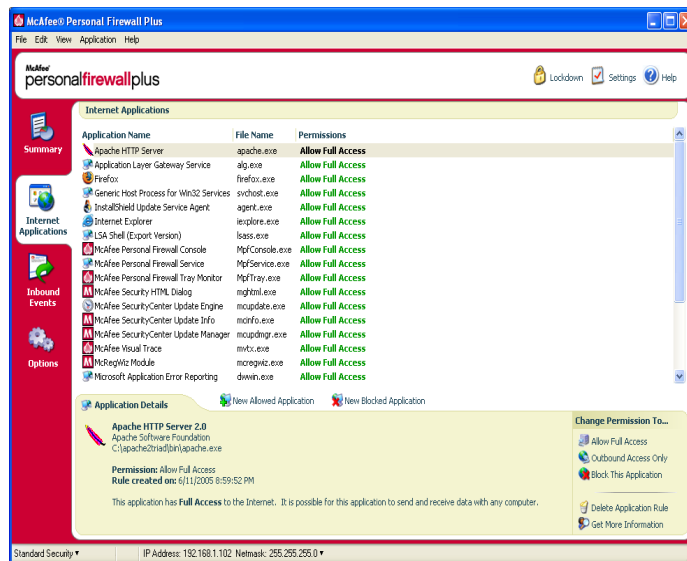 McAfee® Personal Firewall Plus
File Edit View Application Help
McAfee®
personalfirewallplus
Lockdown Settings Help
Summary
Internet Applications
Inbound Events
Options
Internet Applications
Application Name File Name Permissions
Apache HTTP Server apache.exe Allow Full Access
Application Layer Gateway Service alg.exe Allow Full Access
Firefox firefox.exe Allow Full Access
Generic Host Process for Win32 Services svchost.exe Allow Full Access
InstallShield Update Service Agent agent.exe Allow Full Access
Internet Explorer iexplore.exe Allow Full Access
LSA Shell (Export Version) lsass.exe Allow Full Access
McAfee Personal Firewall Console MpfConsole.exe Allow Full Access
McAfee Personal Firewall Service MpfService.exe Allow Full Access
McAfee Personal Firewall Tray Monitor MpfTray.exe Allow Full Access
McAfee Security HTML Dialog mghtml.exe Allow Full Access
McAfee SecurityCenter Update Engine mcupdate.exe Allow Full Access
McAfee SecurityCenter Update Info mcinfo.exe Allow Full Access
McAfee SecurityCenter Update Manager mcupdmgr.exe Allow Full Access
McAfee Visual Trace mvtx.exe Allow Full Access
McRegWiz Module mcregwiz.exe Allow Full Access
Microsoft Application Error Reporting dwwin.exe Allow Full Access
Application Details New Allowed Application New Blocked Application
Apache HTTP Server 2.0
Apache Software Foundation
C:\apache2triad\bin\apache.exe
Permission: Allow Full Access
Rule created on: 6/11/2005 8:59:52 PM
This application has Full Access to the Internet. It is possible for this application to send and receive data with any computer.
Change Permission To...
Allow Full Access
Outbound Access Only
Block This Application
Delete Application Rule
Get More Information
Standard Security IP Address: 192.168.1.102 Netmask: 255.255.255.0